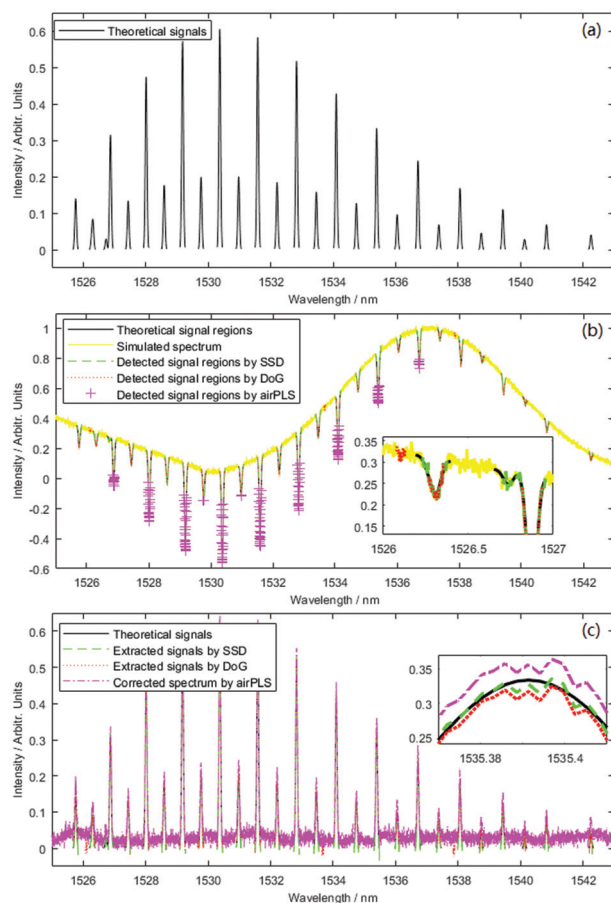 (a)
Theoretical signals
0.6
0.5
0.4
0.3
0.2
0.1
0
Intensity / Arbitr. Units
1526 1528 1530 1532 1534 1536 1538 1540 1542
Wavelength / nm
(b)
Theoretical signal regions
Simulated spectrum
Detected signal regions by SSD
Detected signal regions by DoG
Detected signal regions by airPLS
1
0.8
0.6
0.4
0.2
0
-0.2
-0.4
-0.6
Intensity / Arbitr. Units
0.35
0.3
0.25
0.2
0.15
1526 1526.5 1527
1526 1528 1530 1532 1534 1536 1538 1540 1542
Wavelength / nm
(c)
Theoretical signals
Extracted signals by SSD
Extracted signals by DoG
Corrected spectrum by airPLS
0.6
0.5
0.4
0.3
0.2
0.1
0
Intensity / Arbitr. Units
0.35
0.3
0.25
1535.38 1535.4
1526 1528 1530 1532 1534 1536 1538 1540 1542
Wavelength / nm